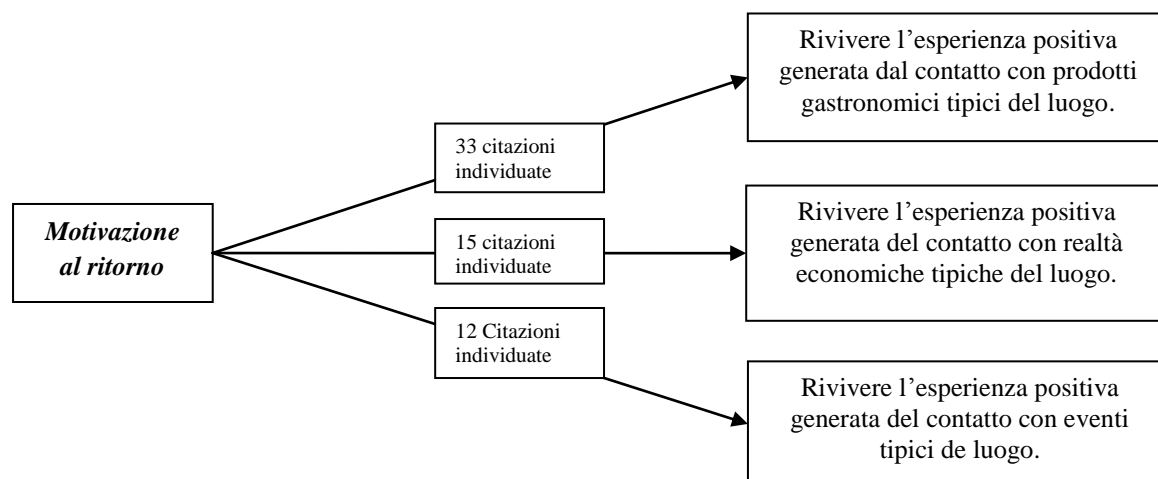 Rivivere l’esperienza positiva
generata dal contatto con prodotti
gastronomici tipici del luogo.
33 citazioni
individuate
Motivazione
al ritorno
15 citazioni
individuate
Rivivere l’esperienza positiva
generata del contatto con realtà
economiche tipiche del luogo.
12 Citazioni
individuate
Rivivere l’esperienza positiva
generata del contatto con eventi
tipici de luogo.